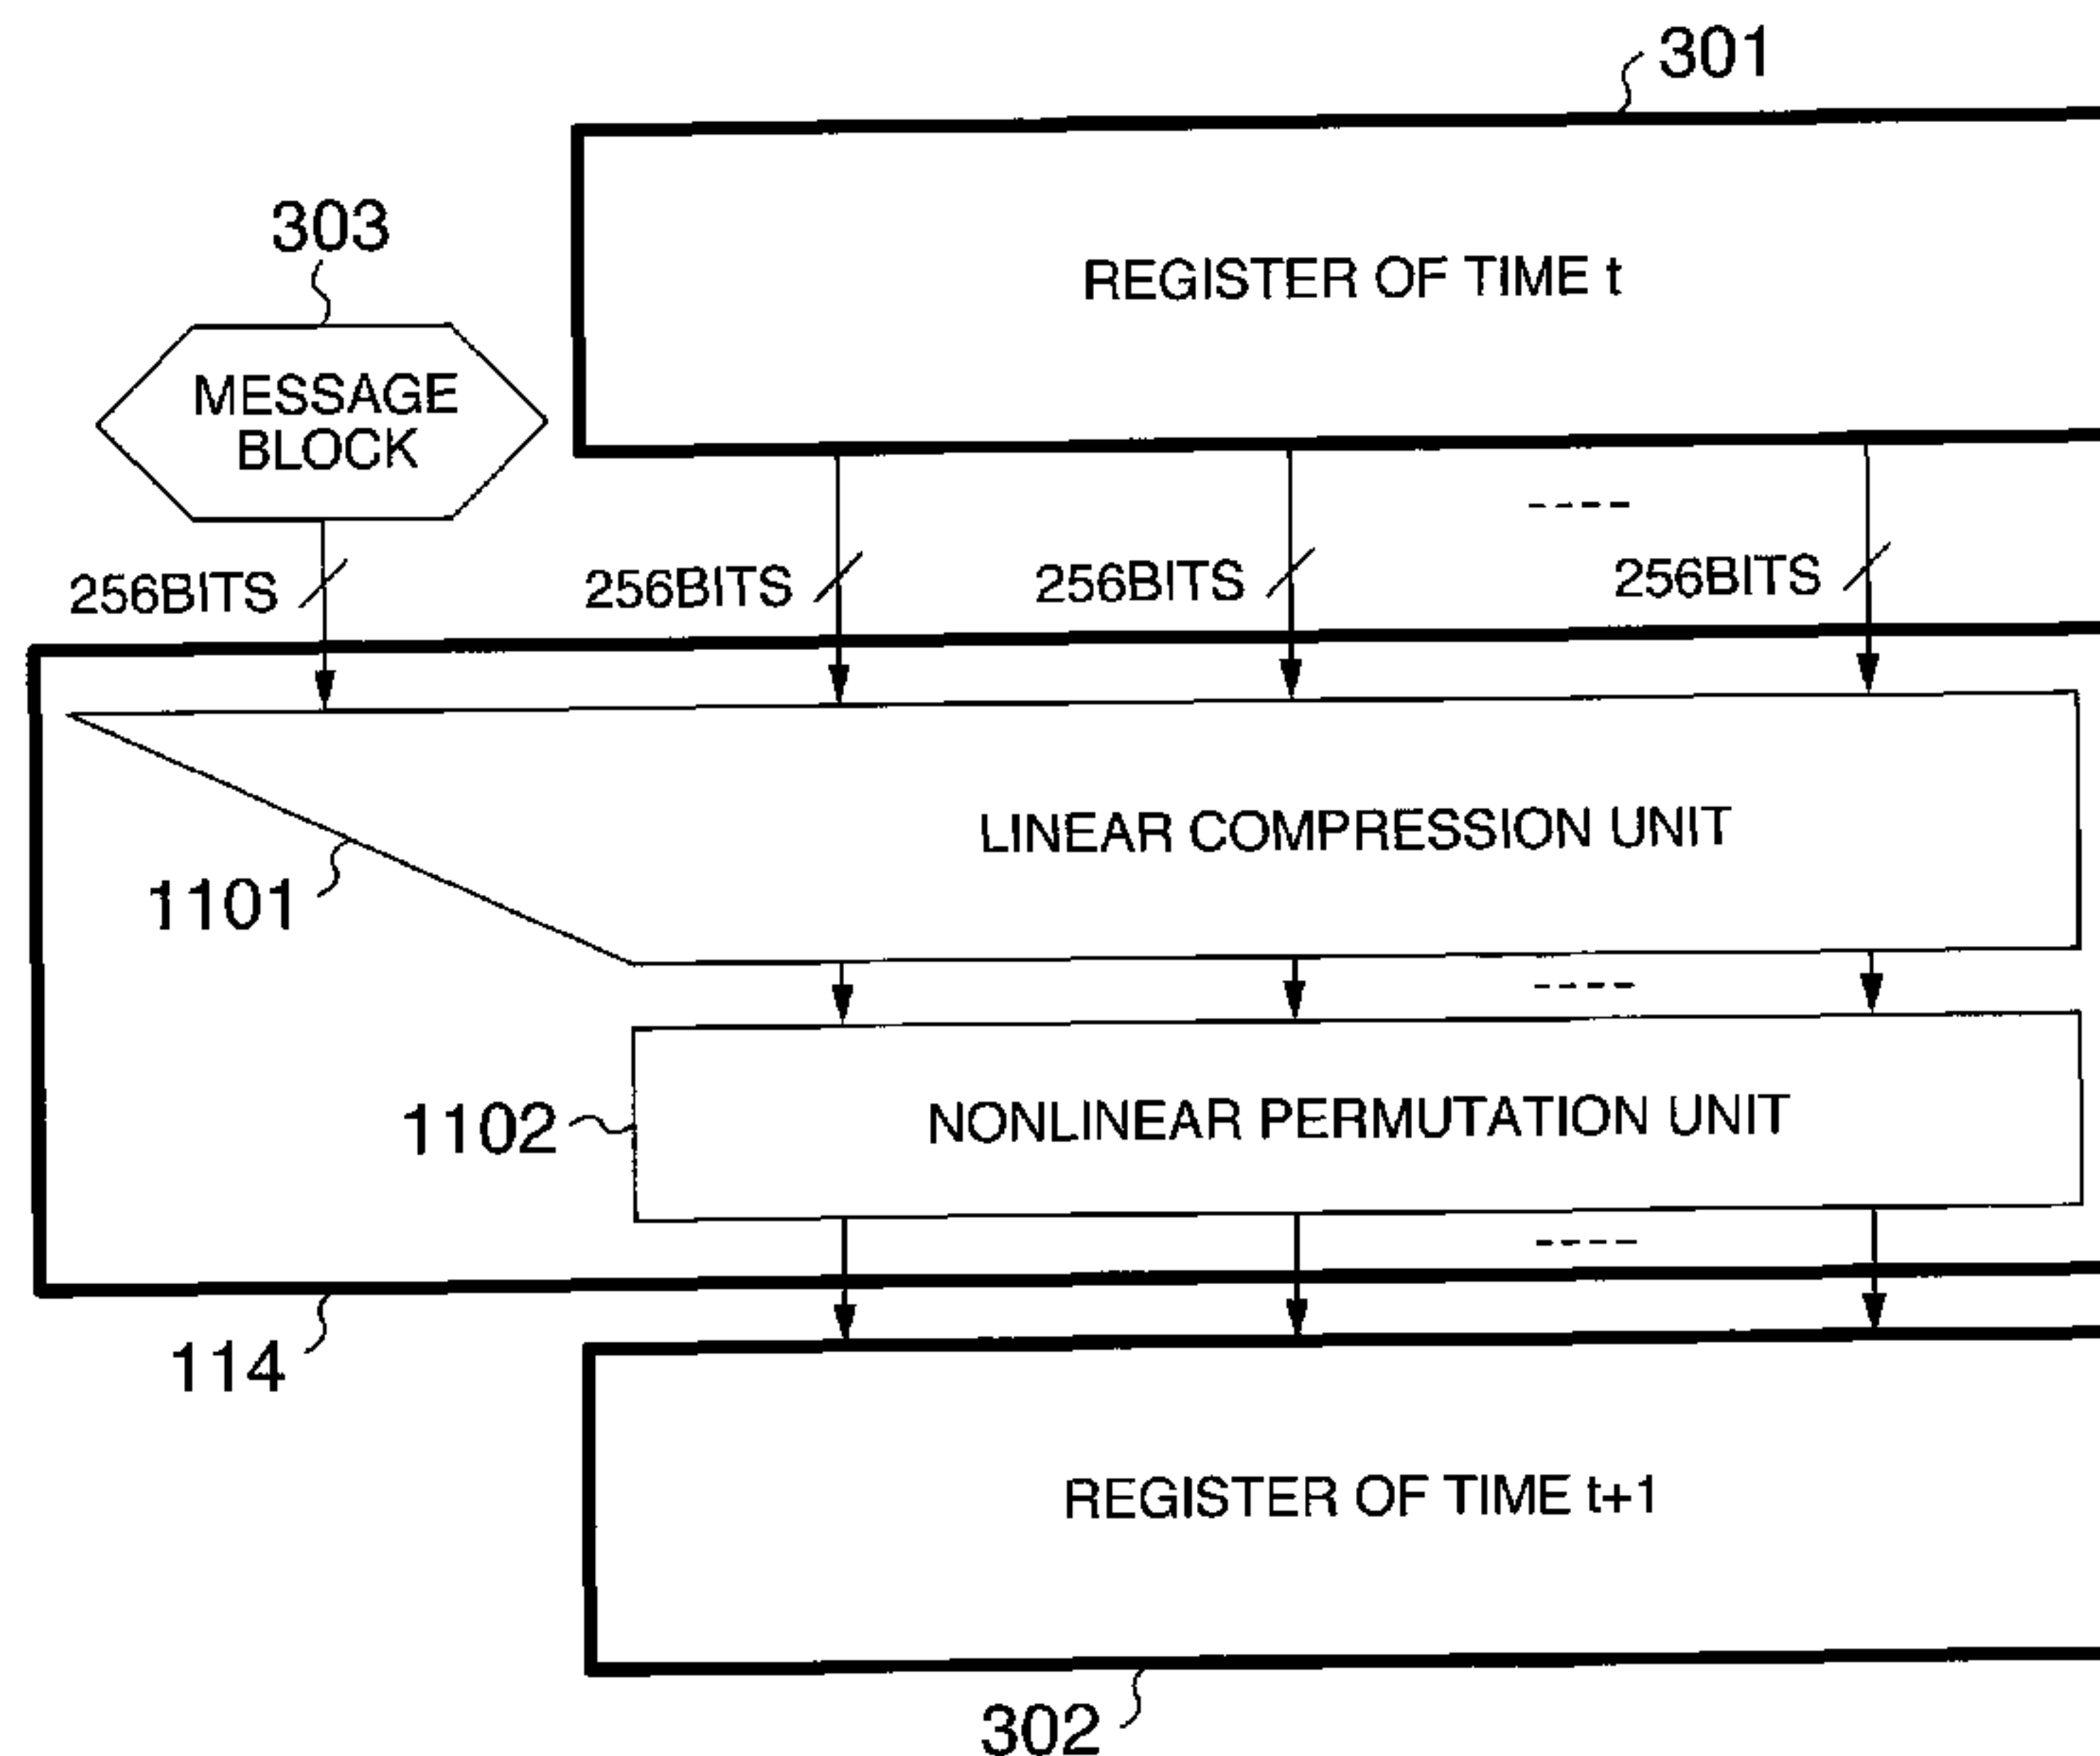 301
303
REGISTER OF TIME t
MESSAGE
BLOCK
256BITS
256BITS
256BITS
256BITS
LINEAR COMPRESSION UNIT
1101
1102
NONLINEAR PERMUTATION UNIT
114
REGISTER OF TIME t+1
302